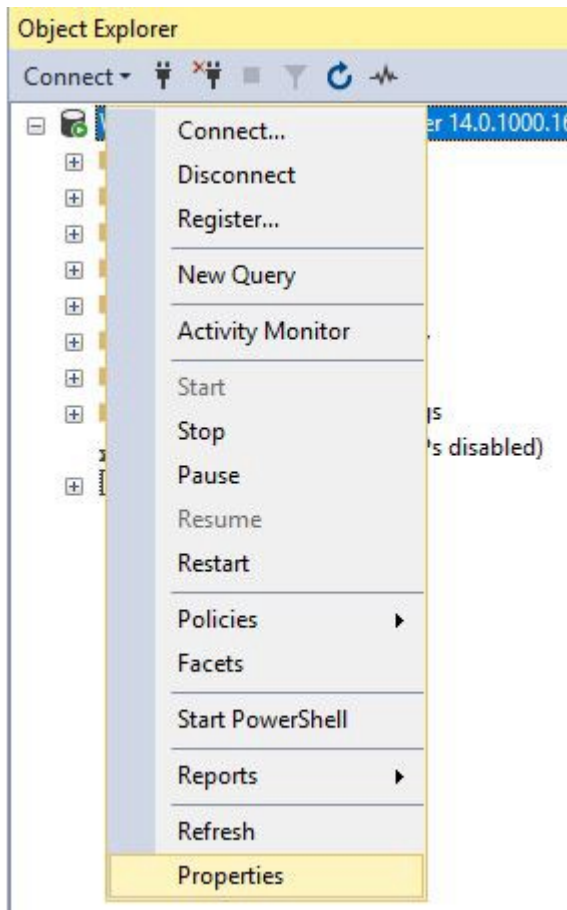 Object Explorer
Connect
er 14.0.1000.16
Connect...
Disconnect
Register...
New Query
Activity Monitor
Start
gs
Stop
's disabled)
Pause
Resume
Restart
Policies
Facets
Start PowerShell
Reports
Refresh
Properties